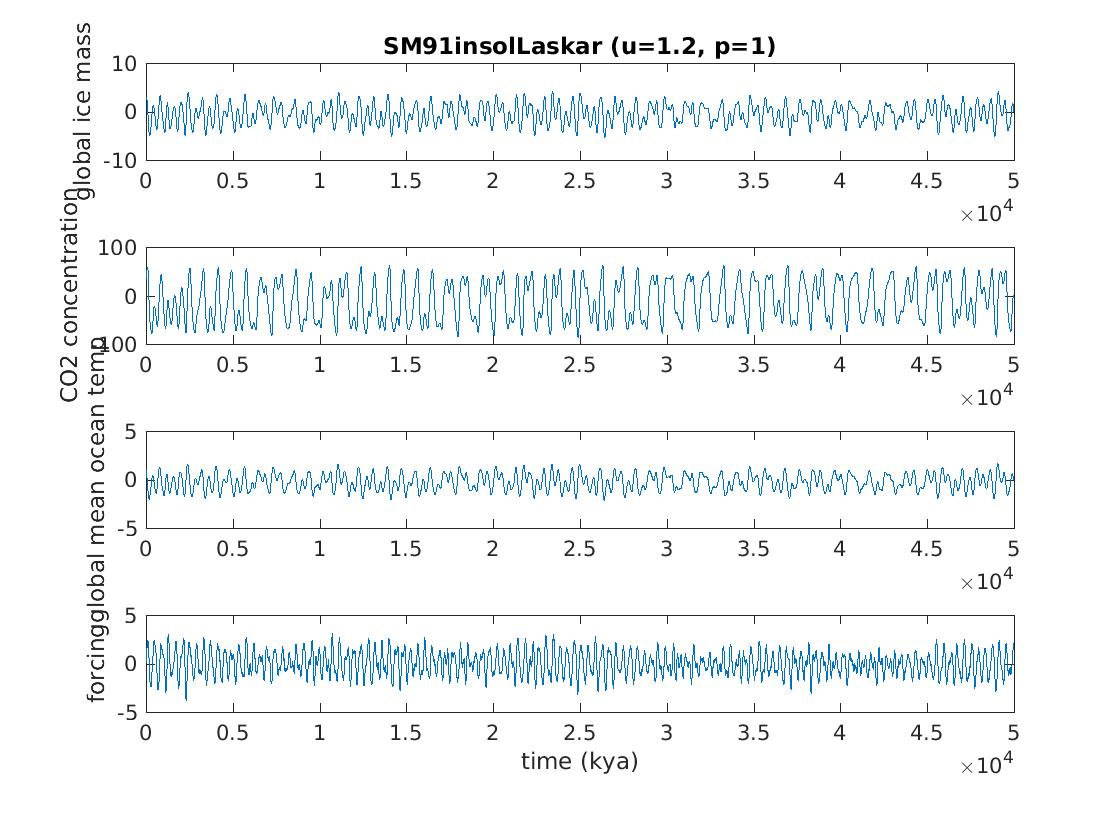 SM91insolLaskar (u=1.2, p=1)
global ice mass
10
0
-10
0 0.5 1 1.5 2 2.5 3 3.5 4 4.5 5
×10^4
CO2 concentration
100
0
-100
0 0.5 1 1.5 2 2.5 3 3.5 4 4.5 5
×10^4
global mean ocean temp
5
0
-5
0 0.5 1 1.5 2 2.5 3 3.5 4 4.5 5
×10^4
forcing
5
0
-5
0 0.5 1 1.5 2 2.5 3 3.5 4 4.5 5
time (kya)
×10^4